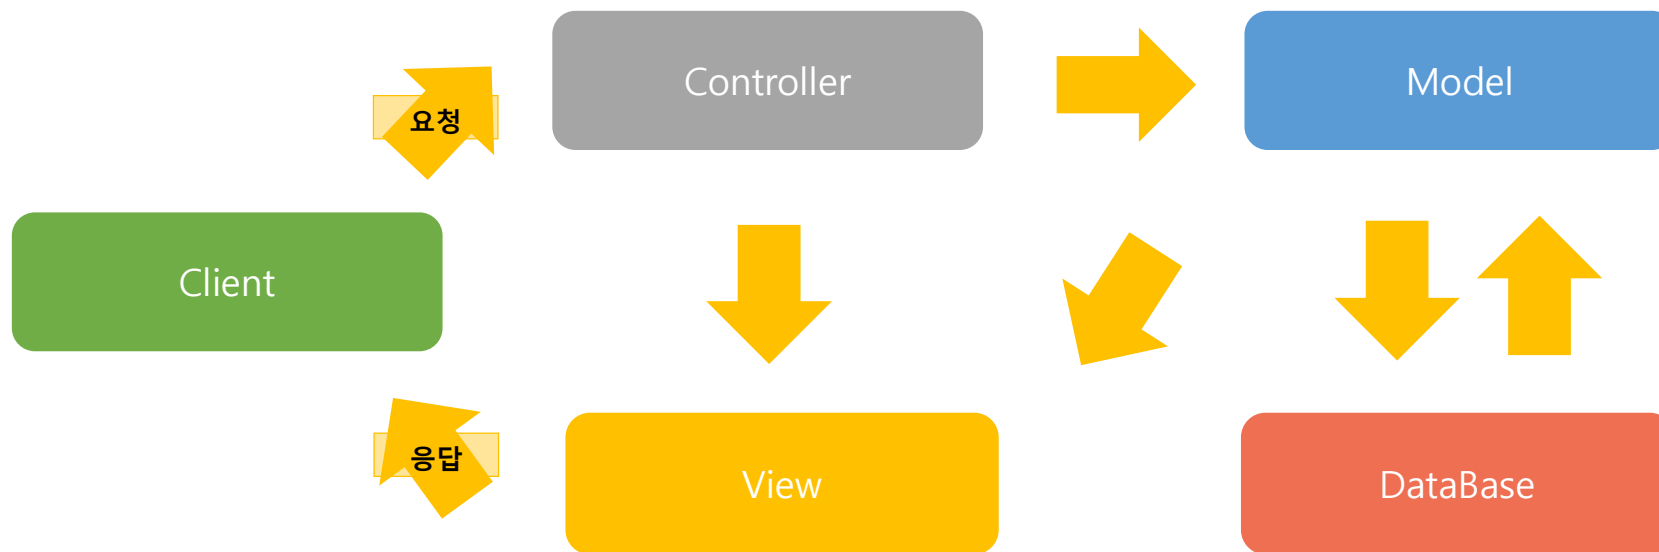 Controller
Model
요청
Client
응답
View
DataBase